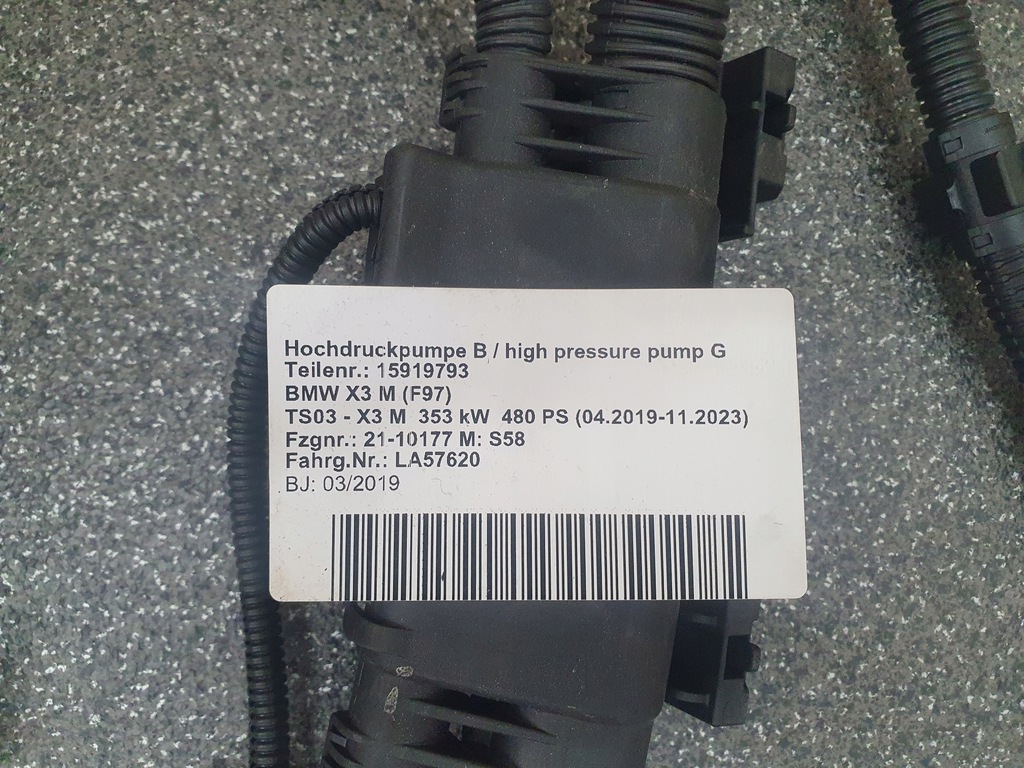 Hochdruckpumpe B / high pressure pump G
Teilenr.: 15919793
BMW X3 M (F97)
TS03 - X3 M 353 kW 480 PS (04.2019-11.2023)
Fzgnr.: 21-10177 M: S58
Fahrg.Nr.: LA57620
BJ: 03/2019